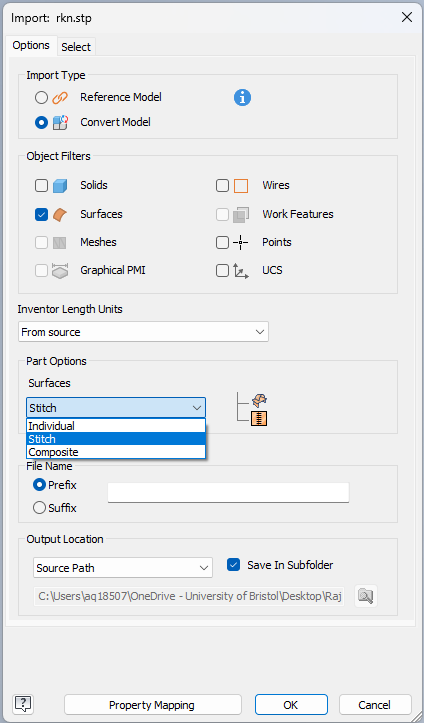 Import: rkn.stp
Options Select
Import Type
Reference Model
Convert Model
Object Filters
Solids Wires
Surfaces Work Features
Meshes Points
Graphical PMI UCS
Inventor Length Units
From source
Part Options
Surfaces
Stitch
Individual
Stitch
Composite
File Name
Prefix
Suffix
Output Location
Source Path Save In Subfolder
C:\Users\aq18507\OneDrive - University of Bristol\Desktop\Raj
Property Mapping OK Cancel